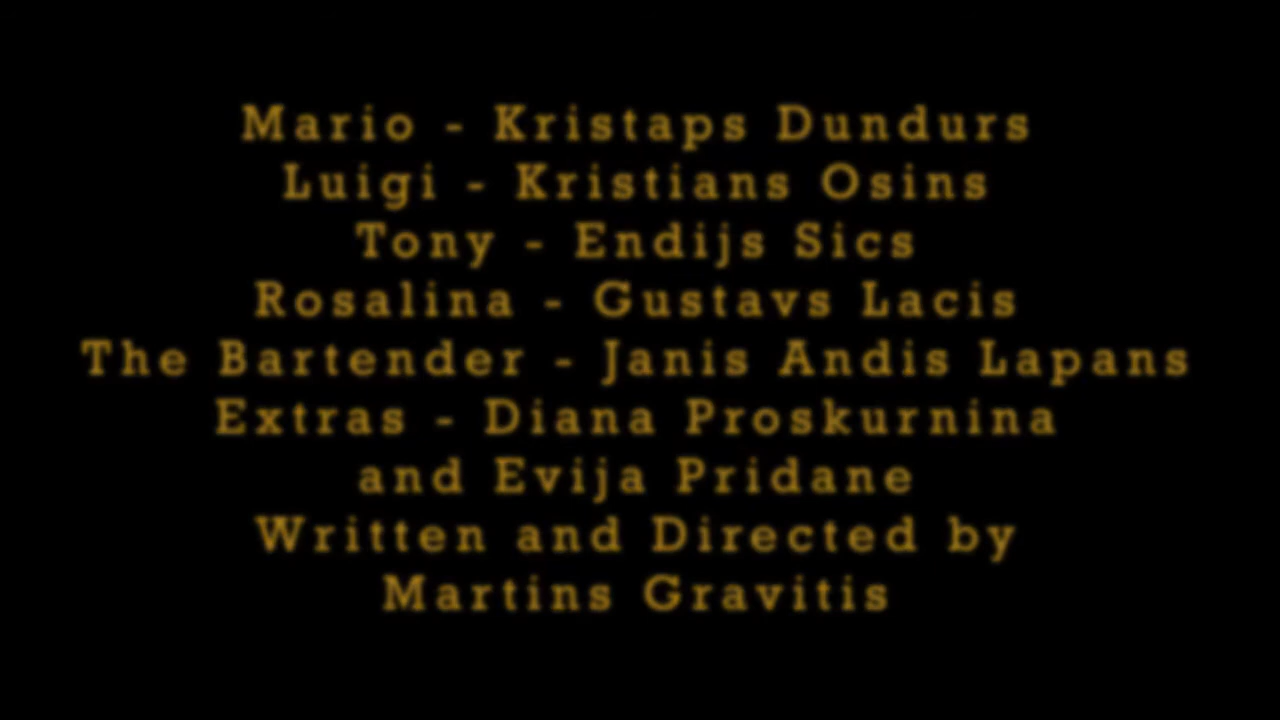 Mario - Kristaps Dundurs
Luigi - Kristians Osins
Tony - Endijs Sics
Rosalina - Gustavs Lacis
The Bartender - Janis Andis Lapans
Extras - Diana Proskurnina
and Evija Pridane
Written and Directed by
Martins Gravitis